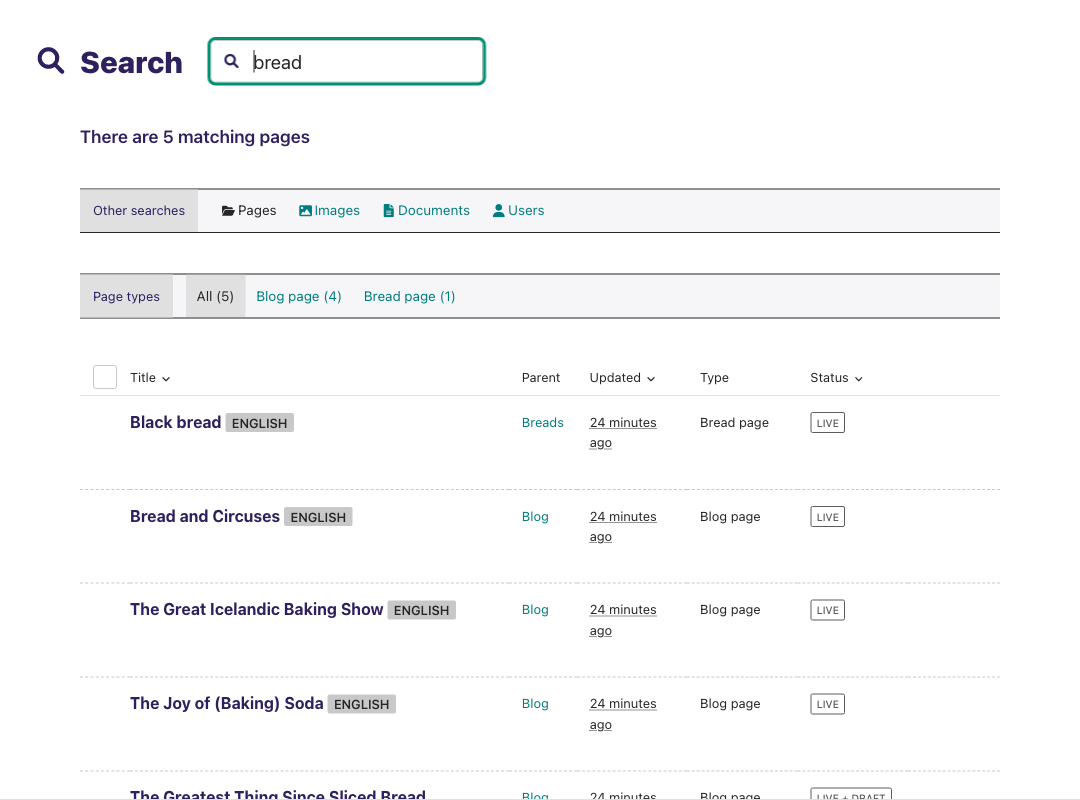 Search bread
There are 5 matching pages
Other searches Pages Images Documents Users
Page types All (5) Blog page (4) Bread page (1)
Title Parent Updated Type Status
Black bread ENGLISH Breads 24 minutes ago Bread page LIVE
Bread and Circuses ENGLISH Blog 24 minutes ago Blog page LIVE
The Great Icelandic Baking Show ENGLISH Blog 24 minutes ago Blog page LIVE
The Joy of (Baking) Soda ENGLISH Blog 24 minutes ago Blog page LIVE
The Greatest Thing Since Sliced Bread Blog 24 minutes Blog page LIVE + DRAFT